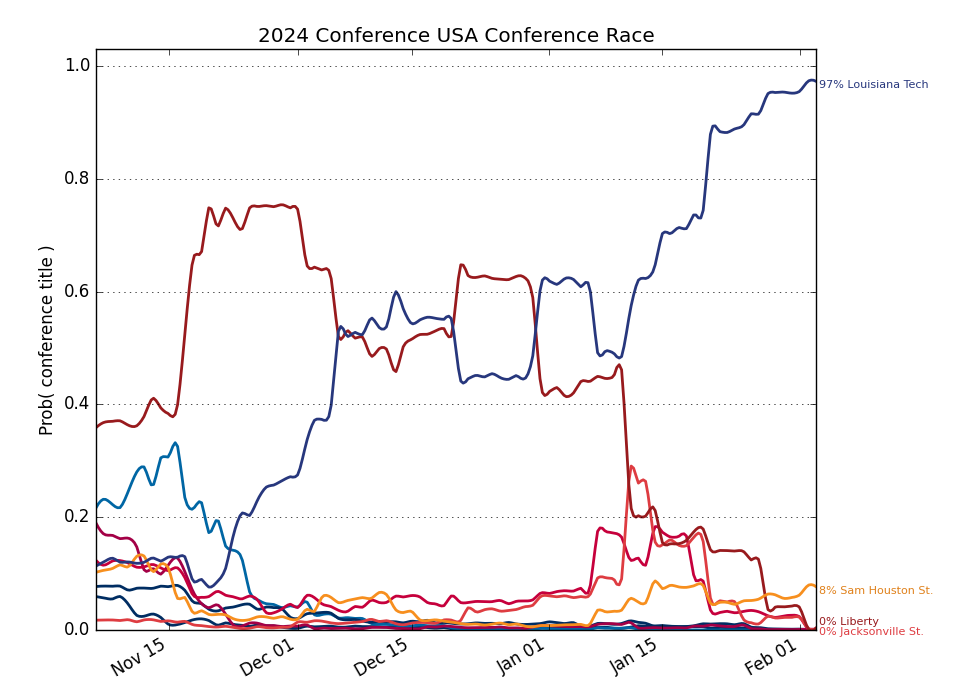 2024 Conference USA Conference Race
1.0
0.8
0.6
0.4
0.2
0.0
Prob( conference title )
Nov 15
Dec 01
Dec 15
Jan 01
Jan 15
Feb 01
97% Louisiana Tech
8% Sam Houston St.
0% Liberty
0% Jacksonville St.